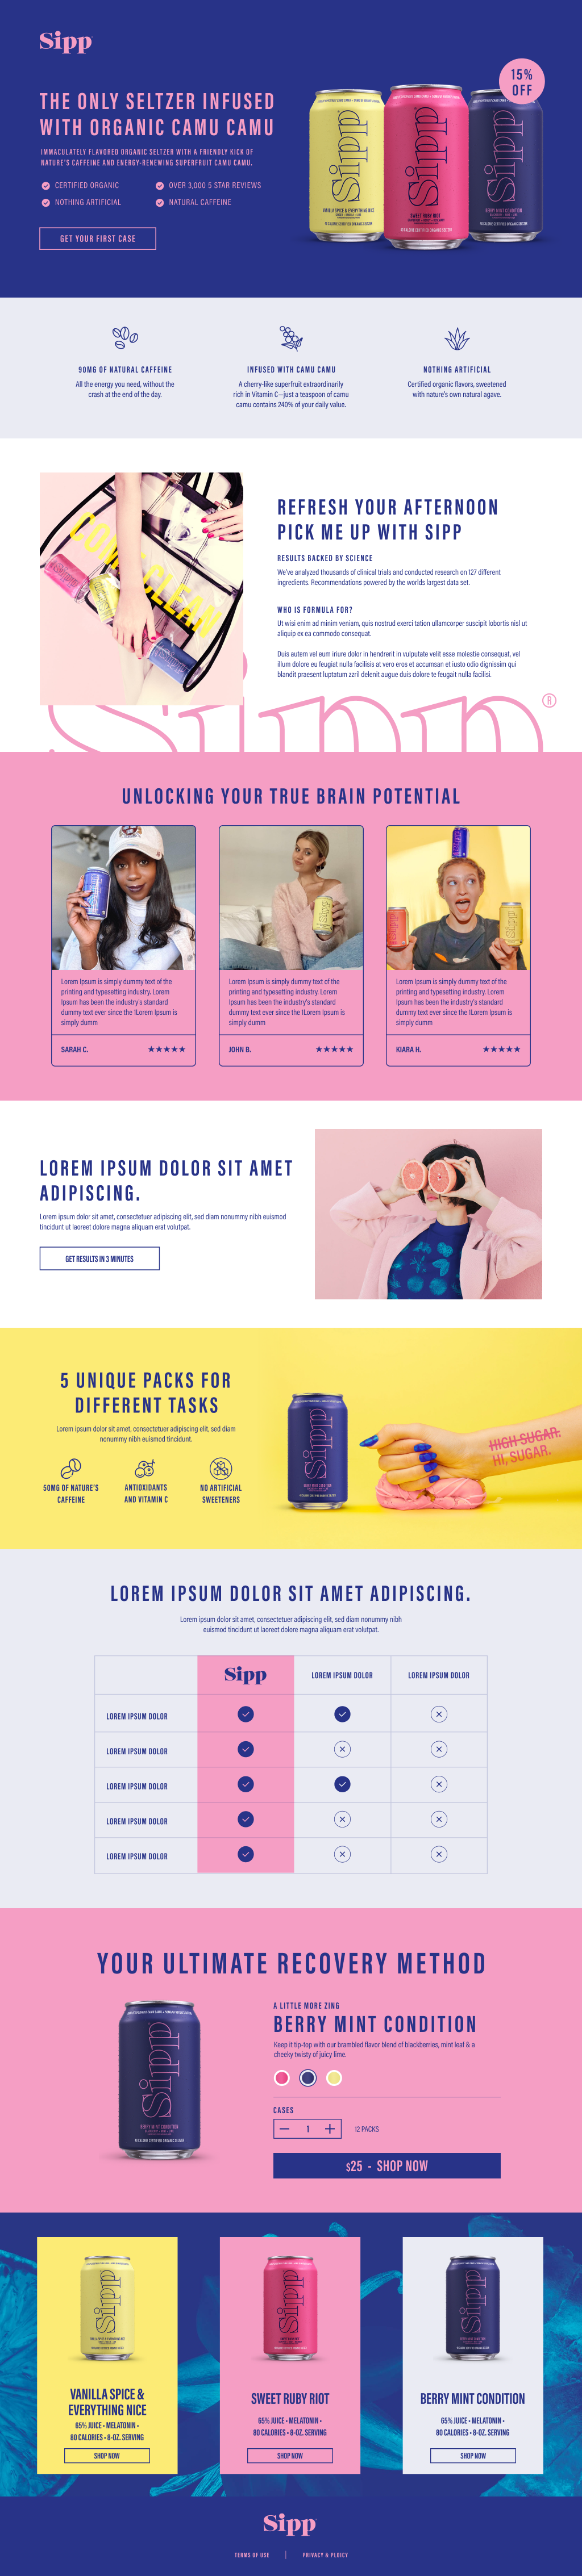 Sipp
15%
OFF
THE ONLY SELTZER INFUSED
WITH ORGANIC CAMU CAMU
IMMACULATELY FLAVORED ORGANIC SELTZER WITH A FRIENDLY KICK OF
NATURE'S CAFFEINE AND ENERGY-RENEWING SUPERFRUIT CAMU CAMU.
CERTIFIED ORGANIC
OVER 3,000 5 STAR REVIEWS
NOTHING ARTIFICIAL
NATURAL CAFFEINE
GET YOUR FIRST CASE
Sipp
Sipp
Sipp
VANILLA SPICE & EVERYTHING NICE
SWEET RUBY RIOT
BERRY MINT CONDITION
90MG OF NATURAL CAFFEINE
All the energy you need, without the
crash at the end of the day.
INFUSED WITH CAMU CAMU
A cherry-like superfruit extraordinarily
rich in Vitamin C—just a teaspoon of camu
camu contains 240% of your daily value.
NOTHING ARTIFICIAL
Certified organic flavors, sweetened
with nature's own natural agave.
COME CLEAN
REFRESH YOUR AFTERNOON
PICK ME UP WITH SIPP
RESULTS BACKED BY SCIENCE
We've analyzed thousands of clinical trials and conducted research on 127 different
ingredients. Recommendations powered by the worlds largest data set.
WHO IS FORMULA FOR?
Ut wisi enim ad minim veniam, quis nostrud exerci tation ullamcorper suscipit lobortis nisl ut
aliquip ex ea commodo consequat.
Duis autem vel eum iriure dolor in hendrerit in vulputate velit esse molestie consequat, vel
illum dolore eu feugiat nulla facilisis at vero eros et accumsan et iusto odio dignissim qui
blandit praesent luptatum zzril delenit augue duis dolore te feugait nulla facilisi.
Sipp
®
UNLOCKING YOUR TRUE BRAIN POTENTIAL
Lorem Ipsum is simply dummy text of the
printing and typesetting industry. Lorem
Ipsum has been the industry's standard
dummy text ever since the lLorem Ipsum is
simply dumm
SARAH C. ★★★★★
Lorem Ipsum is simply dummy text of the
printing and typesetting industry. Lorem
Ipsum has been the industry's standard
dummy text ever since the lLorem Ipsum is
simply dumm
JOHN B. ★★★★★
Lorem Ipsum is simply dummy text of the
printing and typesetting industry. Lorem
Ipsum has been the industry's standard
dummy text ever since the lLorem Ipsum is
simply dumm
KIARA H. ★★★★★
LOREM IPSUM DOLOR SIT AMET
ADIPISCING.
Lorem ipsum dolor sit amet, consectetuer adipiscing elit, sed diam nonummy nibh euismod
tincidunt ut laoreet dolore magna aliquam erat volutpat.
GET RESULTS IN 3 MINUTES
5 UNIQUE PACKS FOR
DIFFERENT TASKS
Lorem ipsum dolor sit amet, consectetuer adipiscing elit, sed diam
nonummy nibh euismod tincidunt.
50MG OF NATURE'S
CAFFEINE
ANTIOXIDANTS
AND VITAMIN C
NO ARTIFICIAL
SWEETENERS
Sipp
HIGH SUGAR.
HI, SUGAR.
LOREM IPSUM DOLOR SIT AMET ADIPISCING.
Lorem ipsum dolor sit amet, consectetuer adipiscing elit, sed diam nonummy nibh
euismod tincidunt ut laoreet dolore magna aliquam erat volutpat.
Sipp
LOREM IPSUM DOLOR
LOREM IPSUM DOLOR
LOREM IPSUM DOLOR
LOREM IPSUM DOLOR
LOREM IPSUM DOLOR
LOREM IPSUM DOLOR
LOREM IPSUM DOLOR
YOUR ULTIMATE RECOVERY METHOD
Sipp
BERRY MINT CONDITION
A LITTLE MORE ZING
BERRY MINT CONDITION
Keep it tip-top with our brambled flavor blend of blackberries, mint leaf & a
cheeky twisty of juicy lime.
CASES
1
12 PACKS
$25 - SHOP NOW
Sipp
VANILLA SPICE &
EVERYTHING NICE
65% JUICE • MELATONIN •
80 CALORIES • 8-OZ. SERVING
SHOP NOW
Sipp
SWEET RUBY RIOT
65% JUICE • MELATONIN •
80 CALORIES • 8-OZ. SERVING
SHOP NOW
Sipp
BERRY MINT CONDITION
65% JUICE • MELATONIN •
80 CALORIES • 8-OZ. SERVING
SHOP NOW
Sipp
TERMS OF USE | PRIVACY & PLOICY